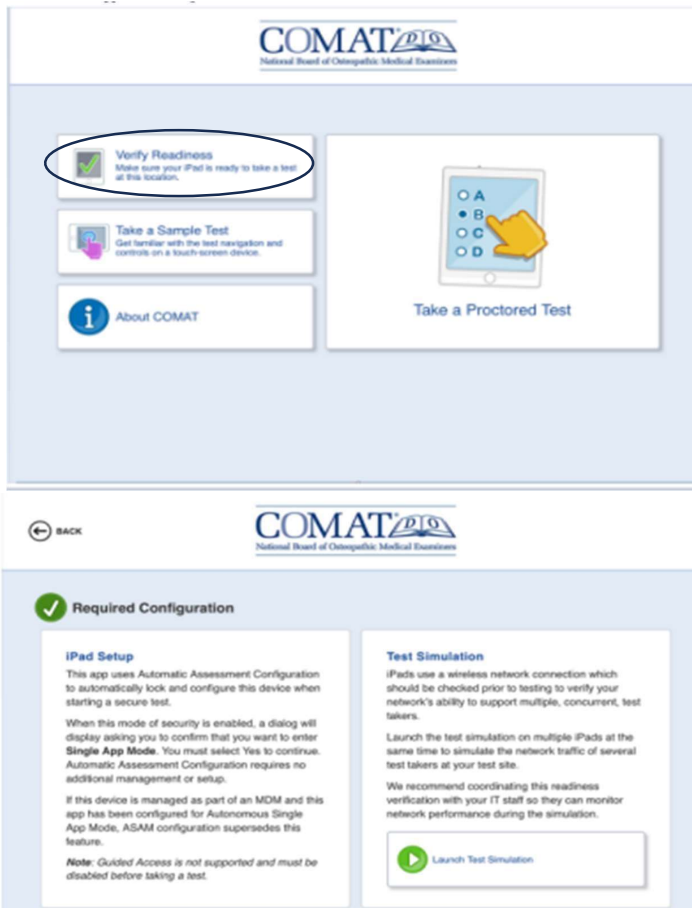 COMAT
National Board of Osteopathic Medical Examiners
Verify Readiness
Make sure your iPad is ready to take a test
at this location.
Take a Sample Test
Get familiar with the test navigation and
controls on a touch-screen device.
About COMAT
A
B
C
D
Take a Proctored Test
BACK
COMAT
National Board of Osteopathic Medical Examiners
Required Configuration
iPad Setup
This app uses Automatic Assessment Configuration
to automatically lock and configure this device when
starting a secure test.
When this mode of security is enabled, a dialog will
display asking you to confirm that you want to enter
Single App Mode. You must select Yes to continue.
Automatic Assessment Configuration requires no
additional management or setup.
If this device is managed as part of an MDM and this
app has been configured for Autonomous Single
App Mode, ASAM configuration supersedes this
feature.
Note: Guided Access is not supported and must be
disabled before taking a test.
Test Simulation
iPads use a wireless network connection which
should be checked prior to testing to verify your
network's ability to support multiple, concurrent, test
takers.
Launch the test simulation on multiple iPads at the
same time to simulate the network traffic of several
test takers at your test site.
We recommend coordinating this readiness
verification with your IT staff so they can monitor
network performance during the simulation.
Launch Test Simulation